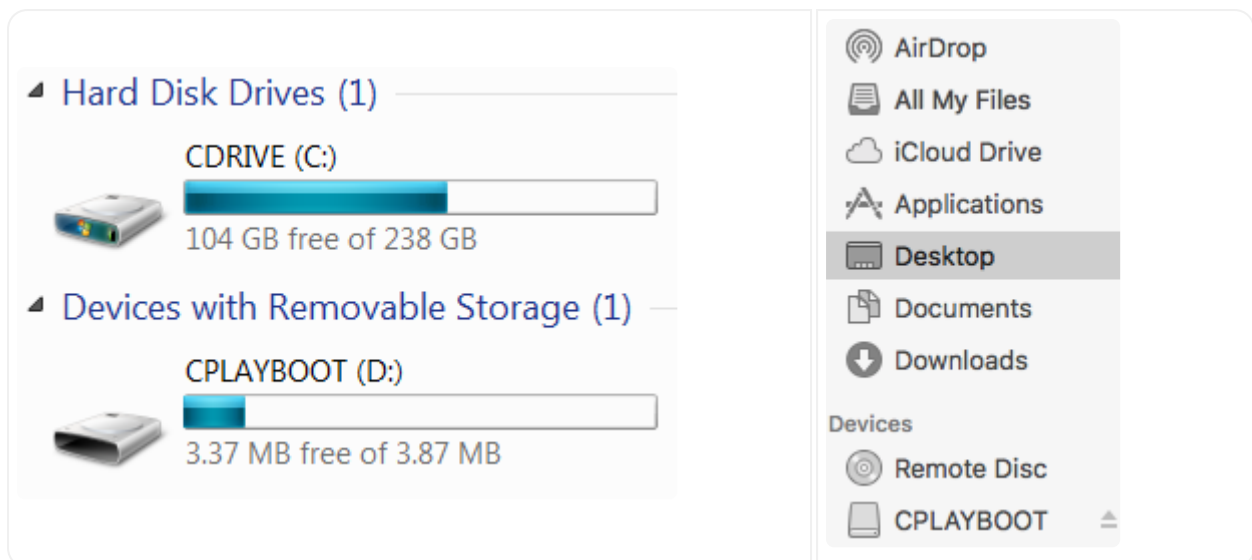 Hard Disk Drives (1)
CDRIVE (C:)
104 GB free of 238 GB
Devices with Removable Storage (1)
CPLAYBOOT (D:)
3.37 MB free of 3.87 MB
AirDrop
All My Files
iCloud Drive
Applications
Desktop
Documents
Downloads
Devices
Remote Disc
CPLAYBOOT